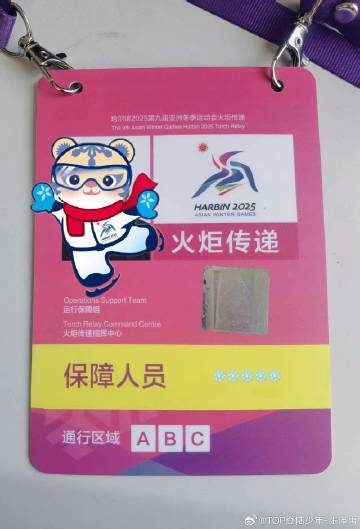 哈尔滨2025第九届亚洲冬季运动会火炬传递
The 9th Asian Winter Games Harbin 2025 Torch Relay
HARBIN 2025
ASIAN WINTER GAMES
火炬传递
Operations Support Team
运行保障组
Torch Relay Command Centre
火炬传递指挥中心
保障人员
通行区域 A B C